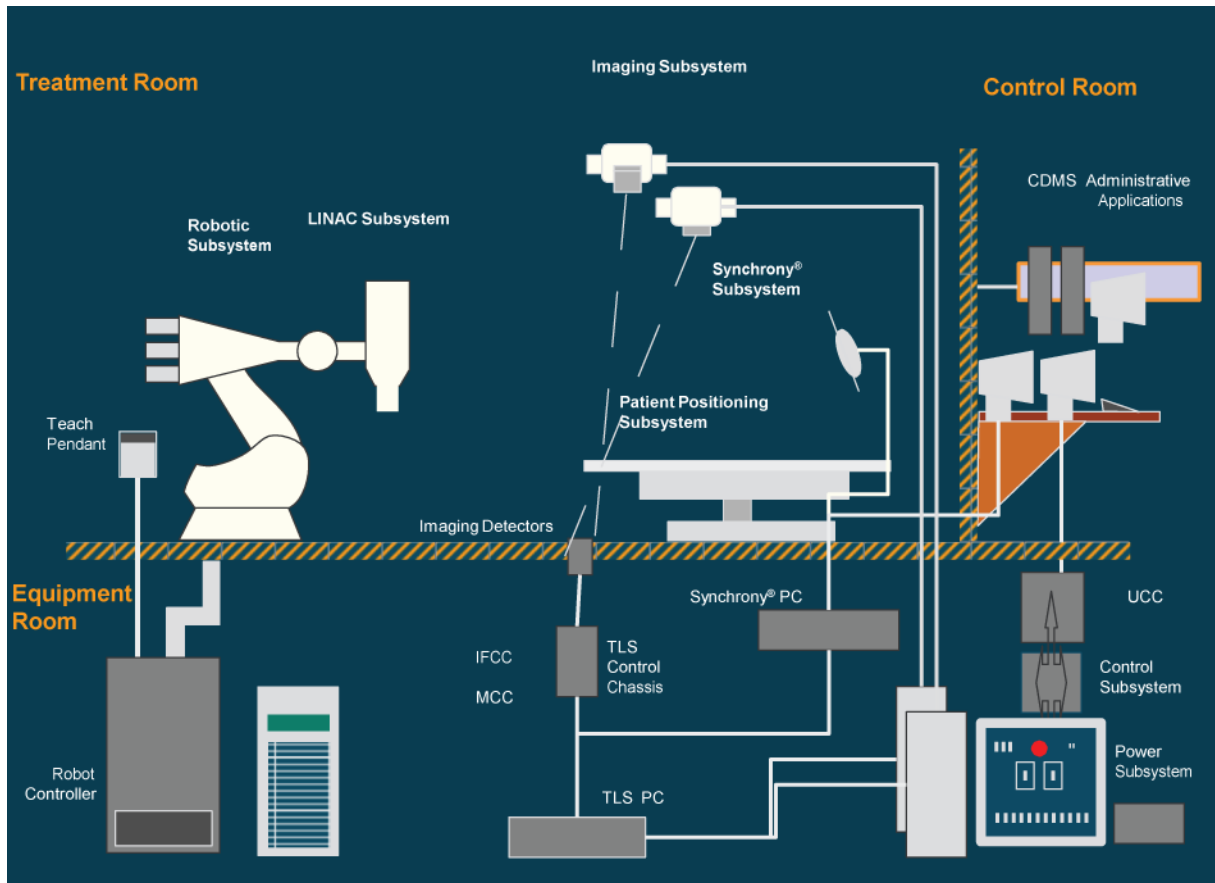 Treatment Room
Imaging Subsystem
Control Room
CDMS Administrative
Applications
Robotic
Subsystem
LINAC Subsystem
Synchrony® 
Subsystem
Patient Positioning
Subsystem
Teach
Pendant
Imaging Detectors
Equipment
Room
Synchrony® PC
UCC
IFCC
MCC
TLS
Control
Chassis
Control
Subsystem
Robot
Controller
TLS PC
Power
Subsystem